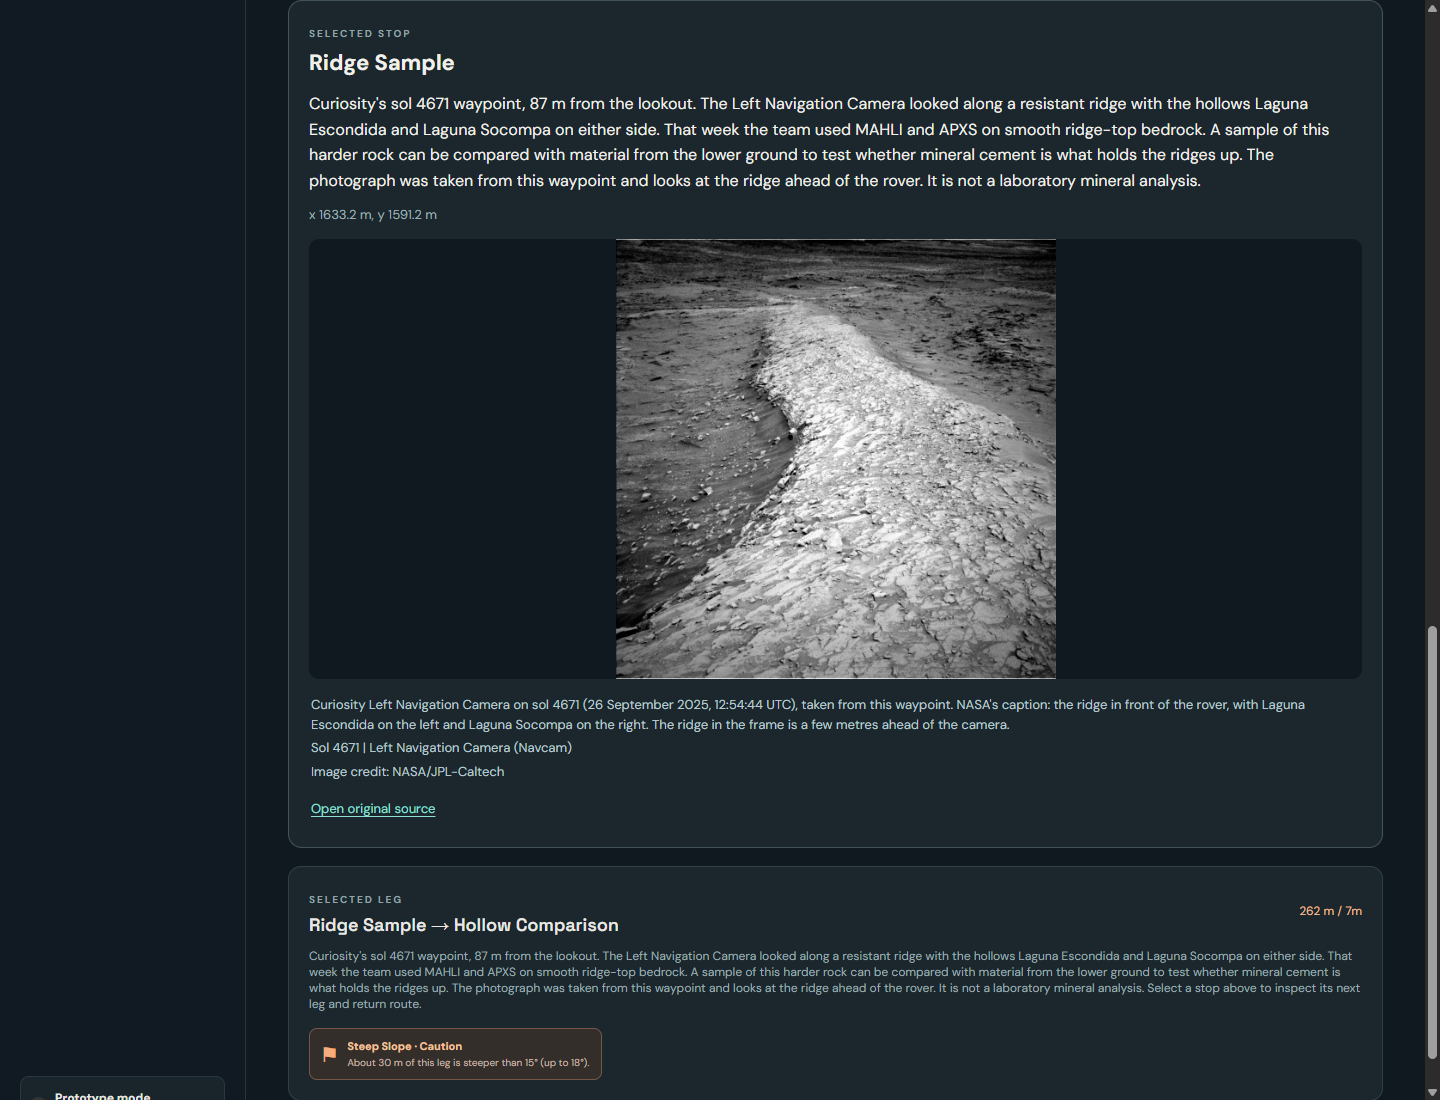 SELECTED STOP
Ridge Sample
Curiosity's sol 4671 waypoint, 87 m from the lookout. The Left Navigation Camera looked along a resistant ridge with the hollows Laguna
Escondida and Laguna Socompa on either side. That week the team used MAHLI and APXS on smooth ridge-top bedrock. A sample of this
harder rock can be compared with material from the lower ground to test whether mineral cement is what holds the ridges up. The
photograph was taken from this waypoint and looks at the ridge ahead of the rover. It is not a laboratory mineral analysis.
x 1633.2 m, y 1591.2 m
Curiosity Left Navigation Camera on sol 4671 (26 September 2025, 12:54:44 UTC), taken from this waypoint. NASA's caption: the ridge in front of the rover, with Laguna
Escondida on the left and Laguna Socompa on the right. The ridge in the frame is a few metres ahead of the camera.
Sol 4671 | Left Navigation Camera (Navcam)
Image credit: NASA/JPL-Caltech
Open original source
SELECTED LEG
Ridge Sample → Hollow Comparison
262 m / 7m
Curiosity's sol 4671 waypoint, 87 m from the lookout. The Left Navigation Camera looked along a resistant ridge with the hollows Laguna Escondida and Laguna Socompa on either side. That
week the team used MAHLI and APXS on smooth ridge-top bedrock. A sample of this harder rock can be compared with material from the lower ground to test whether mineral cement is
what holds the ridges up. The photograph was taken from this waypoint and looks at the ridge ahead of the rover. It is not a laboratory mineral analysis. Select a stop above to inspect its next
leg and return route.
Steep Slope · Caution
About 30 m of this leg is steeper than 15° (up to 18°).
Prototype mode